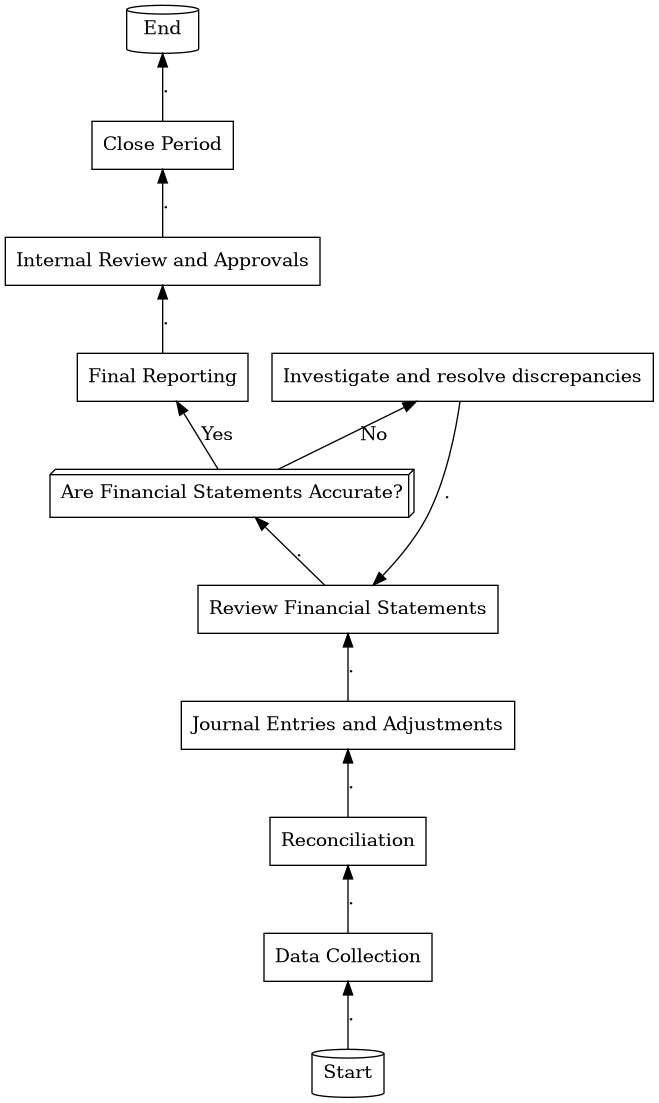 End
.
Close Period
.
Internal Review and Approvals
.
Final Reporting
Investigate and resolve discrepancies
Yes
No
Are Financial Statements Accurate?
.
.
Review Financial Statements
.
Journal Entries and Adjustments
.
Reconciliation
.
Data Collection
.
Start